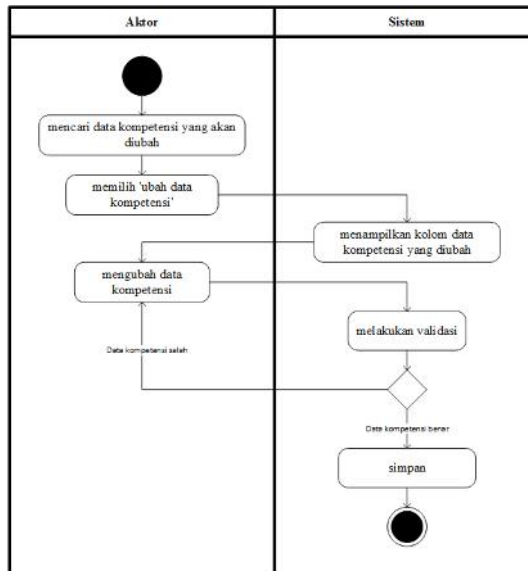 Aktor
Sistem
mencari data kompetensi yang akan
diubah
memilih 'ubah data
kompetensi'
menampilkan kolom data
kompetensi yang diubah
mengubah data
kompetensi
melakukan validasi
Data kompetensi salah
Data kompetensi benar
simpan